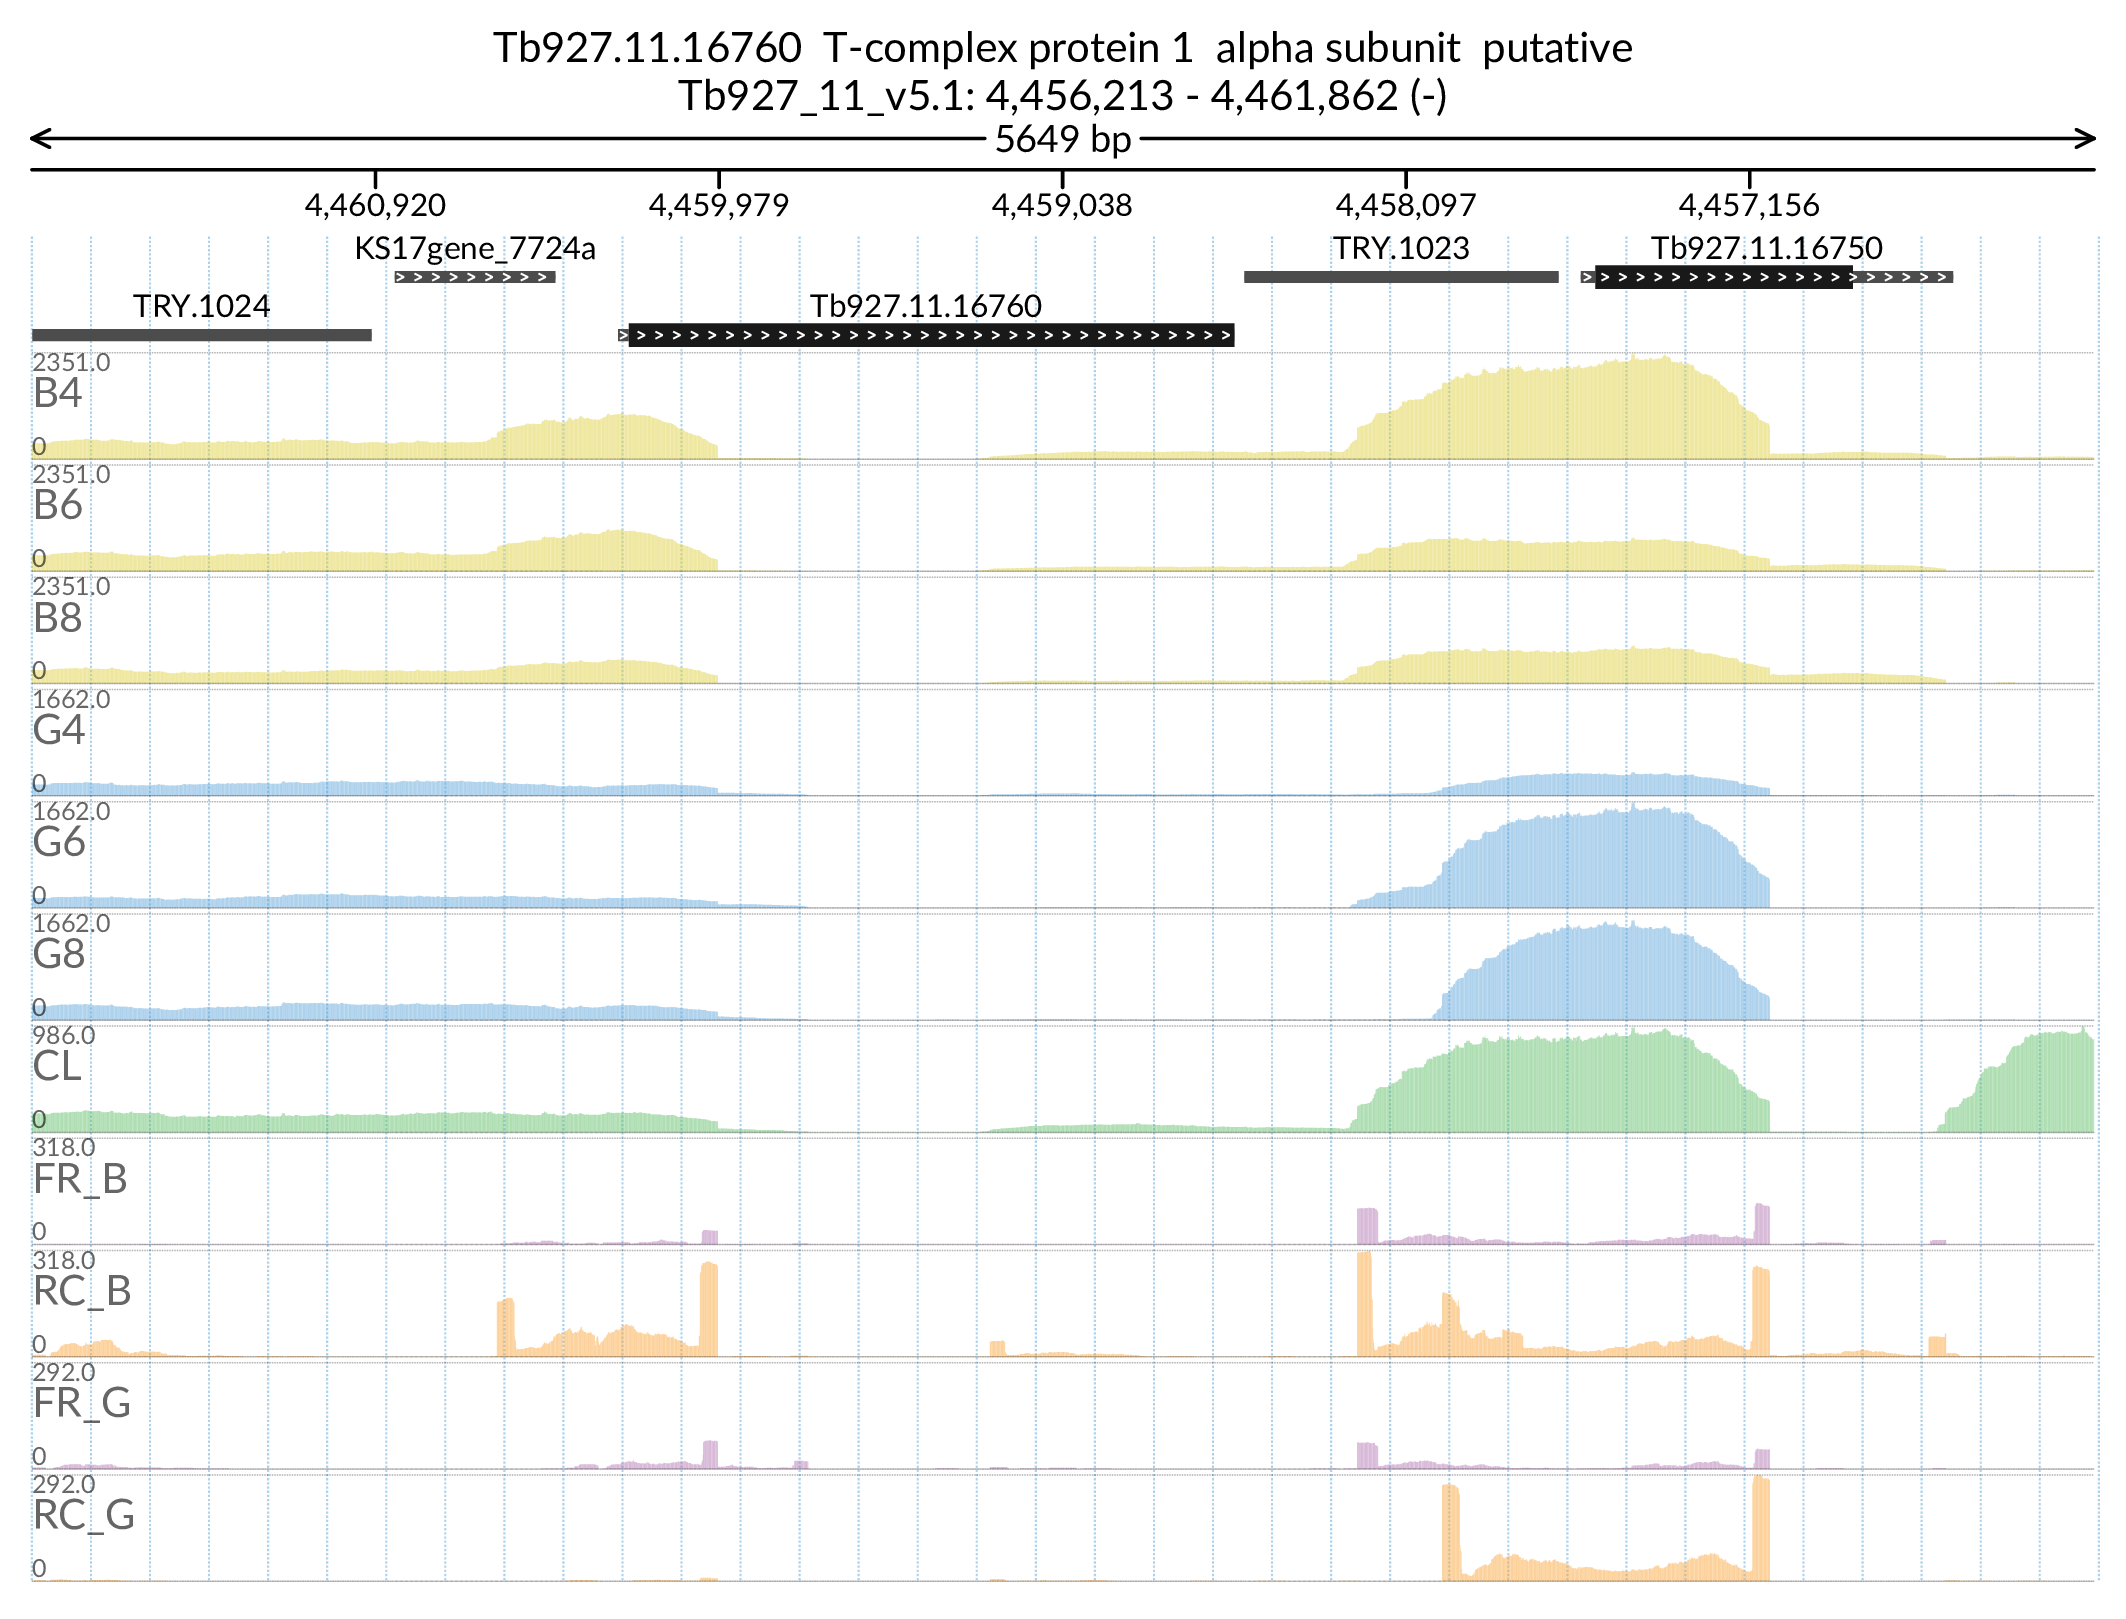 Tb927.11.16760  T-complex protein 1  alpha subunit  putative
Tb927_11_v5.1: 4,456,213 - 4,461,862 (-)
5649 bp
4,460,920 4,459,979 4,459,038 4,458,097 4,457,156
KS17gene_7724a TRY.1023 Tb927.11.16750
TRY.1024 Tb927.11.16760
2351.0
B4
0
2351.0
B6
0
2351.0
B8
0
1662.0
G4
0
1662.0
G6
0
1662.0
G8
0
986.0
CL
0
318.0
FR_B
0
318.0
RC_B
0
292.0
FR_G
0
292.0
RC_G
0